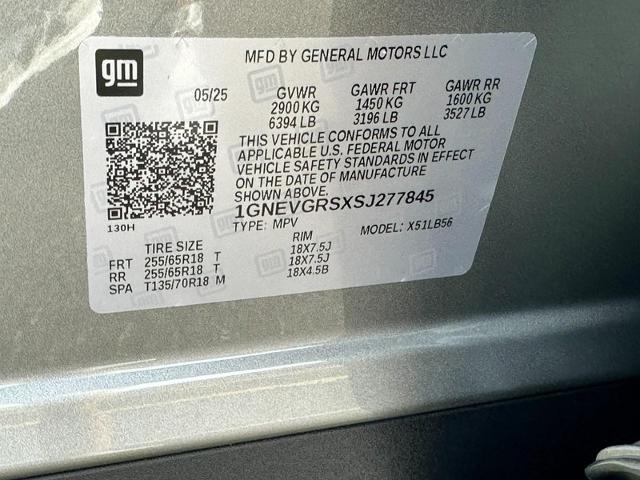 gm
MFD BY GENERAL MOTORS LLC
05/25 GVWR GAWR FRT GAWR RR
2900 KG 1450 KG 1600 KG
6394 LB 3196 LB 3527 LB
THIS VEHICLE CONFORMS TO ALL
APPLICABLE U.S. FEDERAL MOTOR
VEHICLE SAFETY STANDARDS IN EFFECT
ON THE DATE OF MANUFACTURE
SHOWN ABOVE.
1GNEVGRSXSJ277845
130H
TYPE: MPV MODEL: X51LB56
TIRE SIZE RIM
FRT 255/65R18 T 18X7.5J
RR 255/65R18 T 18X7.5J
SPA T135/70R18 M 18X4.5B